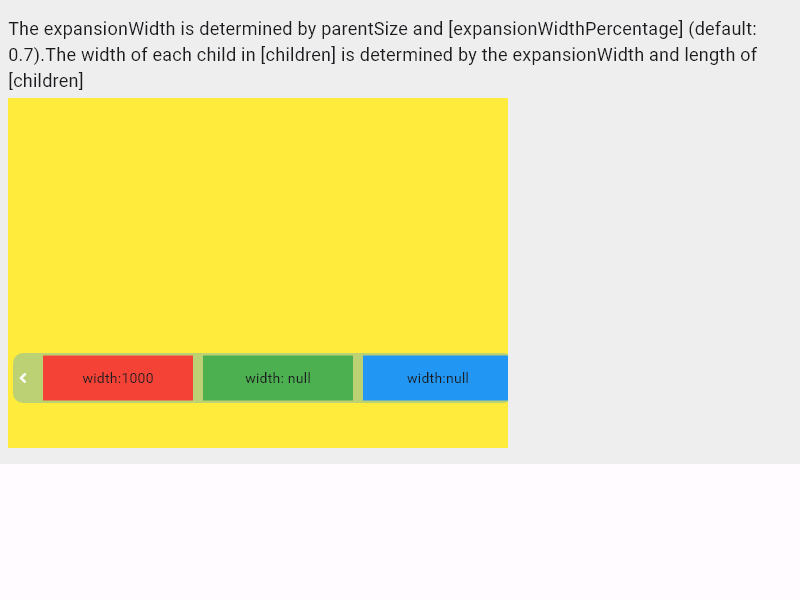 The expansionWidth is determined by parentSize and [expansionWidthPercentage] (default:
0.7).The width of each child in [children] is determined by the expansionWidth and length of
[children]
width:1000
width: null
width:null